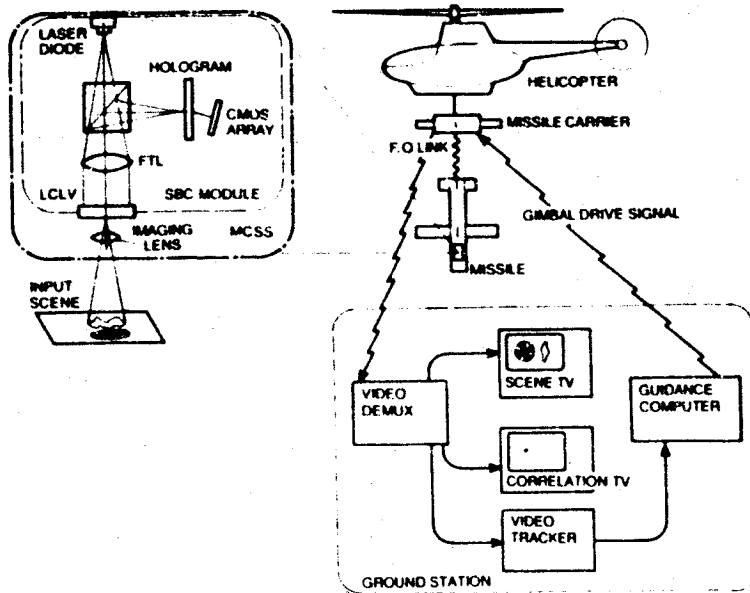 LASER
DIODE
HOLOGRAM
CMOS
ARRAY
FTL
LCLV
SBC MODULE
IMAGING
LENS
MCSS
INPUT
SCENE
HELICOPTER
MISSILE CARRIER
F.O LINK
GIMBAL DRIVE SIGNAL
MISSILE
VIDEO
DEMUX
SCENE TV
CORRELATION TV
VIDEO
TRACKER
GUIDANCE
COMPUTER
GROUND STATION